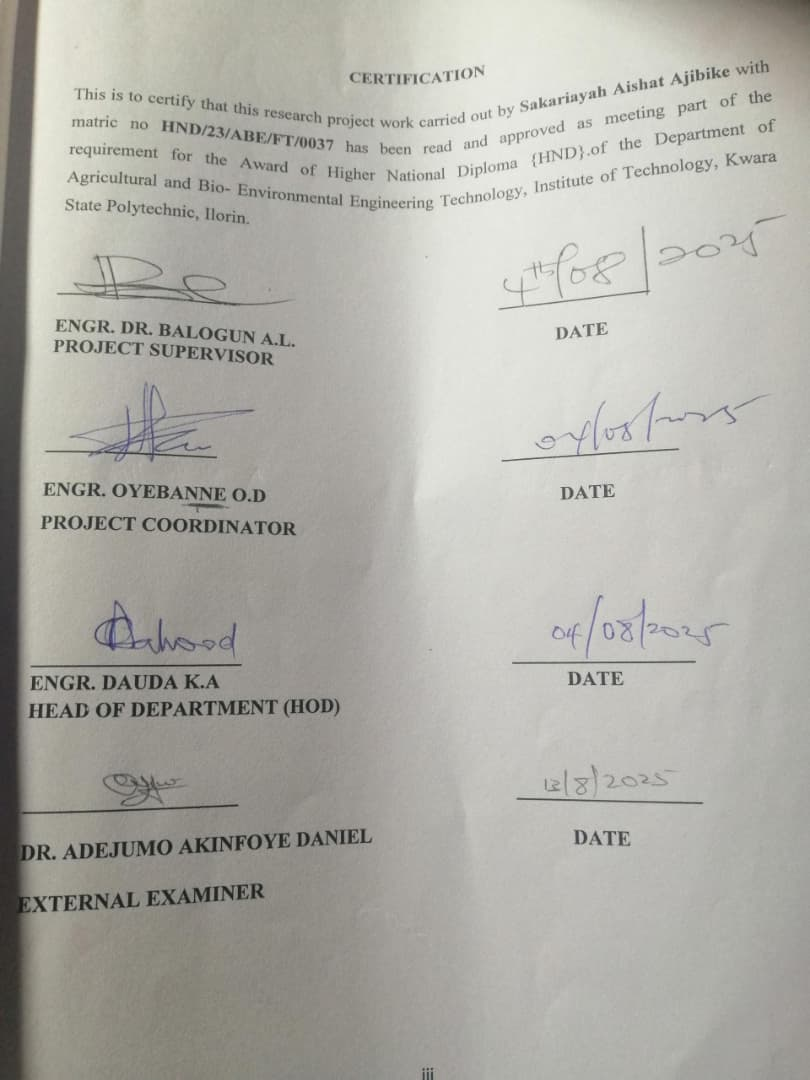 CERTIFICATION
This is to certify that this research project work carried out by Sakariayah Aishat Ajibike with
matric no HND/23/ABE/FT/0037 has been read and approved as meeting part of the
requirement for the Award of Higher National Diploma {HND}.of the Department of
Agricultural and Bio- Environmental Engineering Technology, Institute of Technology, Kwara
State Polytechnic, Ilorin.
4th/08/2025
ENGR. DR. BALOGUN A.L.
DATE
PROJECT SUPERVISOR
04/08/2025
ENGR. OYEBANNE O.D
DATE
PROJECT COORDINATOR
04/08/2025
ENGR. DAUDA K.A
DATE
HEAD OF DEPARTMENT (HOD)
13/8/2025
DR. ADEJUMO AKINFOYE DANIEL
DATE
EXTERNAL EXAMINER
iii